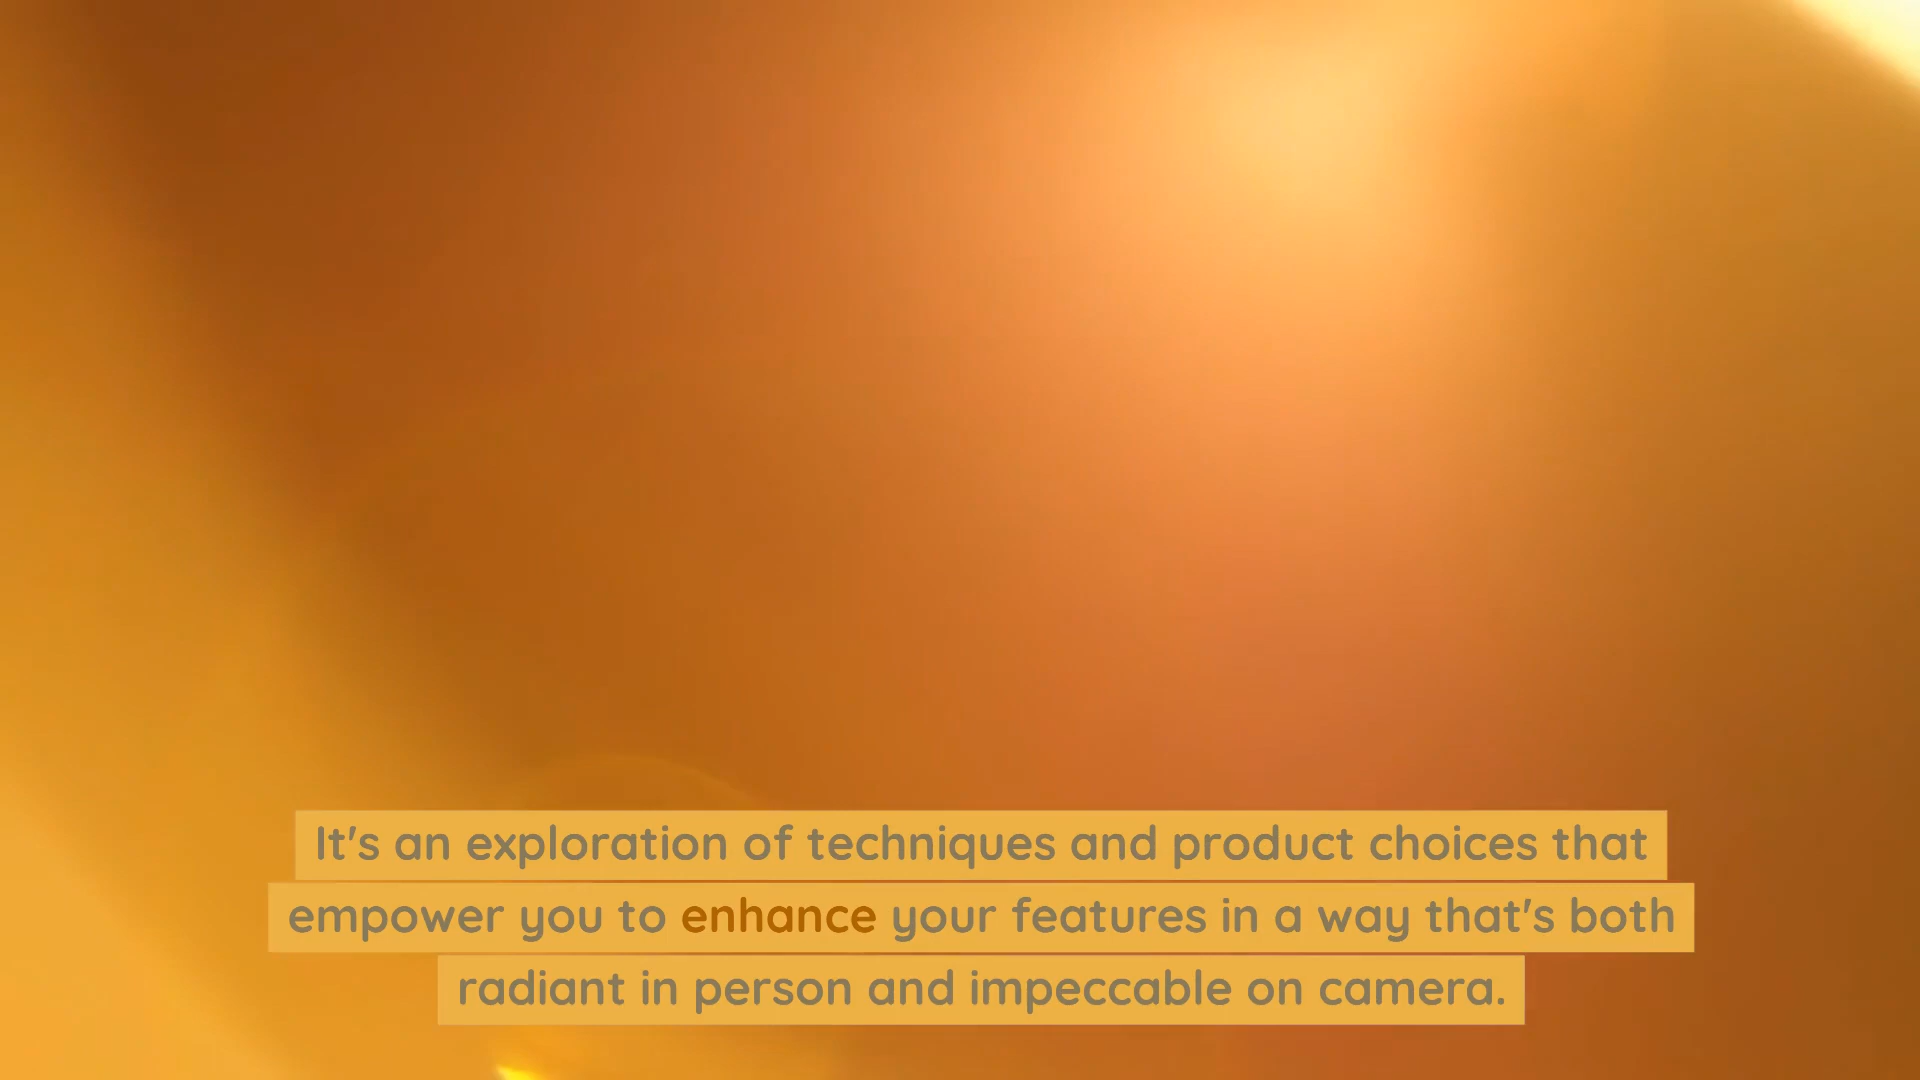 It's an exploration of techniques and product choices that
empower you to enhance your features in a way that's both
radiant in person and impeccable on camera.